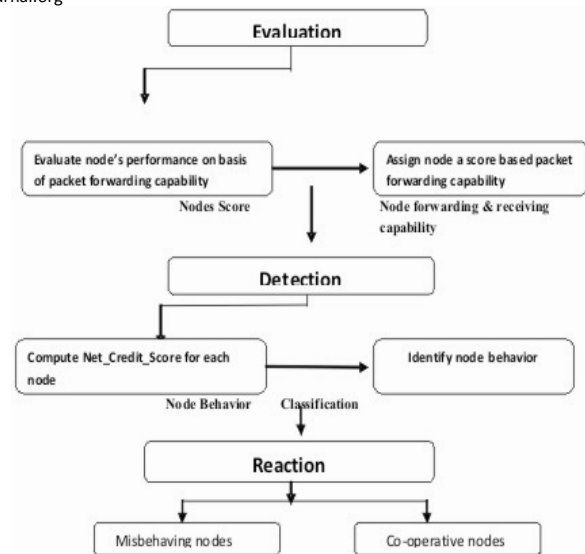 Evaluation
Evaluate node's performance on basis
of packet forwarding capability
Assign node a score based packet
forwarding capability
Nodes Score
Node forwarding & receiving
capability
Detection
Compute Net_Credit_Score for each
node
Identify node behavior
Node Behavior
Classification
Reaction
Misbehaving nodes
Co-operative nodes